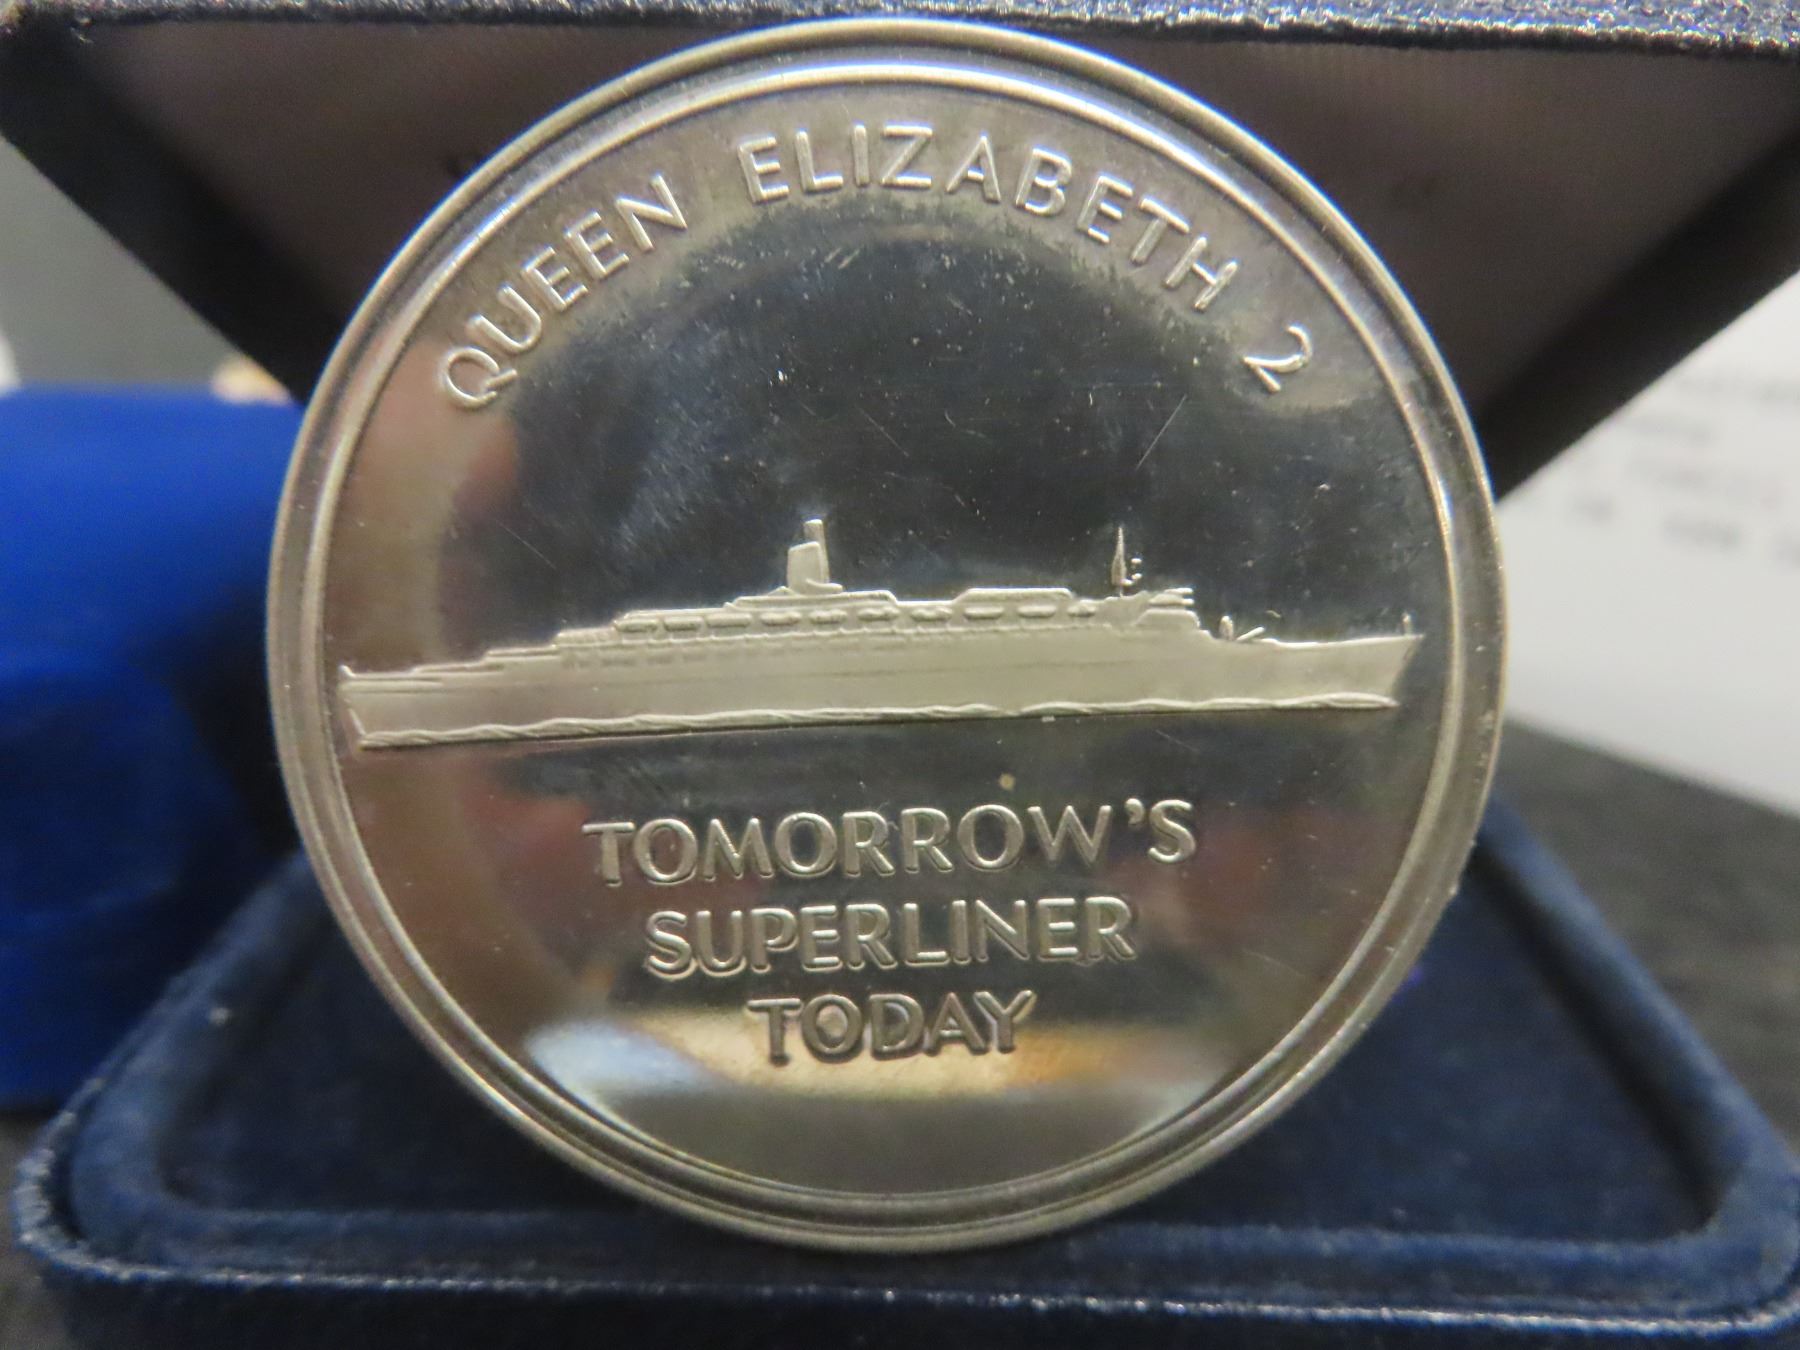 QUEEN ELIZABETH 2
TOMORROW'S
SUPERLINER
TODAY